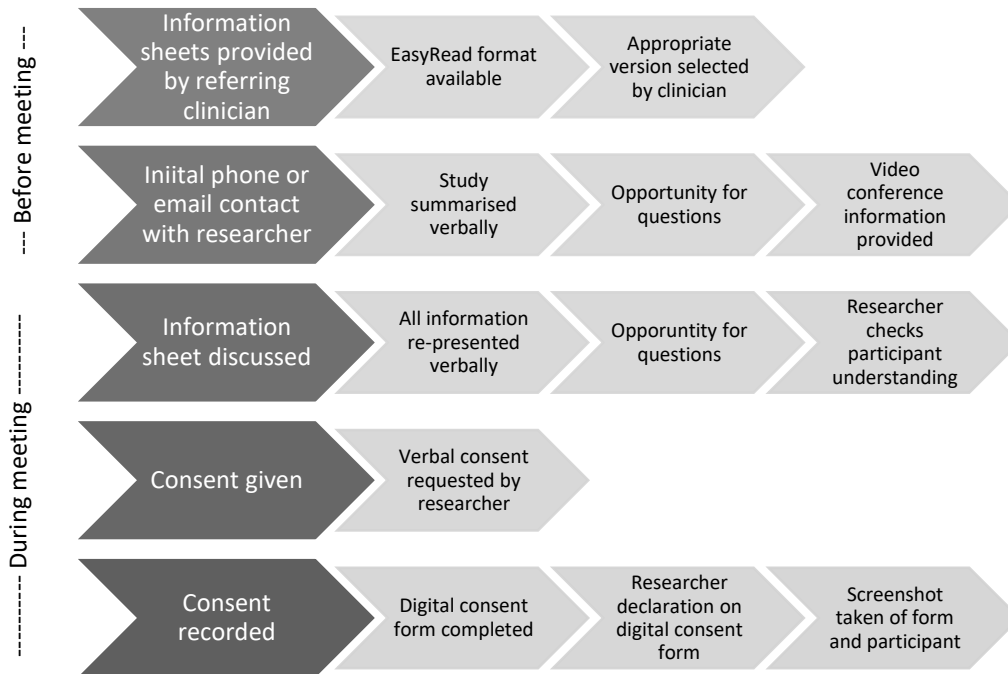 --- Before meeting ---
Information
sheets provided
by referring
clinician
EasyRead format
available
Appropriate
version selected
by clinician
Iniital phone or
email contact
with researcher
Study
summarised
verbally
Opportunity for
questions
Video
conference
information
provided
---------- During meeting ----------
Information
sheet discussed
All information
re-presented
verbally
Opporuntity for
questions
Researcher
checks
participant
understanding
Consent given
Verbal consent
requested by
researcher
Consent
recorded
Digital consent
form completed
Researcher
declaration on
digital consent
form
Screenshot
taken of form
and participant